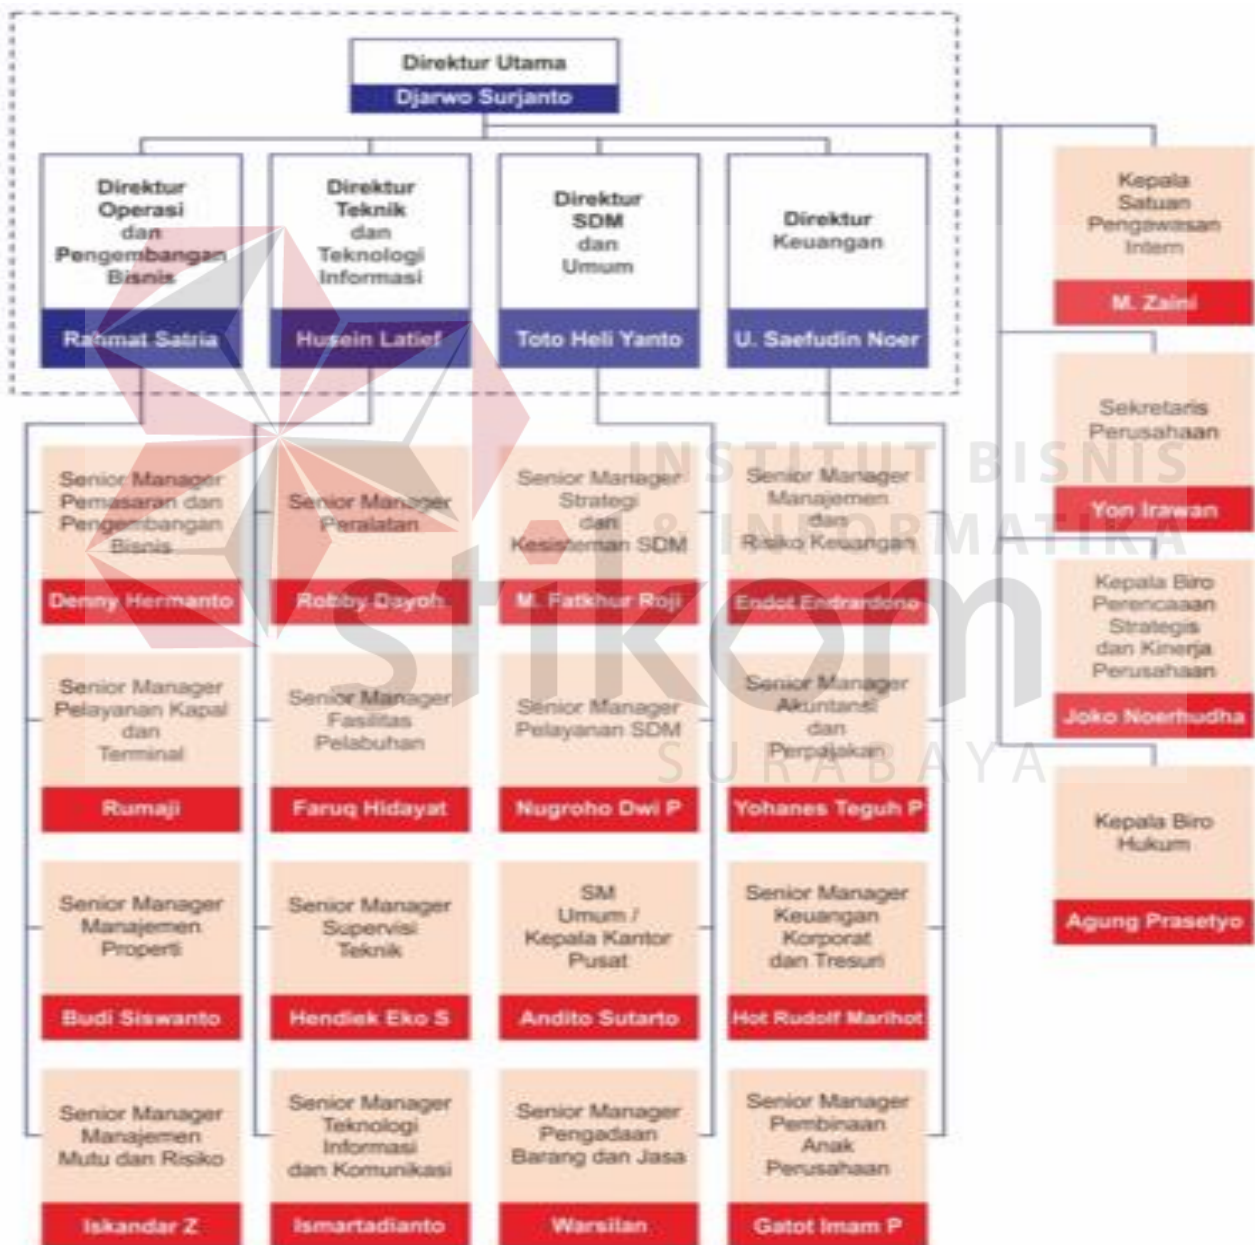 Direktur Utama
Djarwo Surjanto
Direktur
Operasi
dan
Pengembangan
Bisnis
Rahmat Satria
Direktur
Teknik
dan
Teknologi
Informasi
Husein Latief
Direktur
SDM
dan
Umum
Toto Heli Yanto
Direktur
Keuangan
U. Saefudin Noer
Kepala
Satuan
Pengawasan
Intern
M. Zaini
Sekretaris
Perusahaan
Yon Irawan
Kepala Biro
Perencaaan
Strategis
dan Kinerja
Perusahaan
Joko Noerhudha
Kepala Biro
Hukum
Agung Prasetyo
Senior Manager
Pemasaran dan
Pengembangan
Bisnis
Denny Hermanto
Senior Manager
Pelayanan Kapal
dan
Terminal
Rumaji
Senior Manager
Manajemen
Properti
Budi Siswanto
Senior Manager
Manajemen
Mutu dan Risiko
Iskandar Z
Senior Manager
Peralatan
Robby Dayoh
Senior Manager
Fasilitas
Pelabuhan
Faruq Hidayat
Senior Manager
Supervisi
Teknik
Hendiek Eko S
Senior Manager
Teknologi
Informasi
dan Komunikasi
Ismartadianto
Senior Manager
Strategi
dan
Kesisteman SDM
M. Fatkhur Roji
Senior Manager
Pelayanan SDM
Nugroho Dwi P
SM
Umum /
Kepala Kantor
Pusat
Andito Sutarto
Senior Manager
Pengadaan
Barang dan Jasa
Warsilan
Senior Manager
Manajemen
dan
Risiko Keuangan
Endot Endrardono
Senior Manager
Akuntansi
dan
Perpajakan
Yohanes Teguh P
Senior Manager
Keuangan
Korporat
dan Tresuri
Hot Rudolf Marihot
Senior Manager
Pembinaan
Anak
Perusahaan
Gatot Imam P
INSTITUT BISNIS
& INFORMATIKA
stikom
SURABAYA